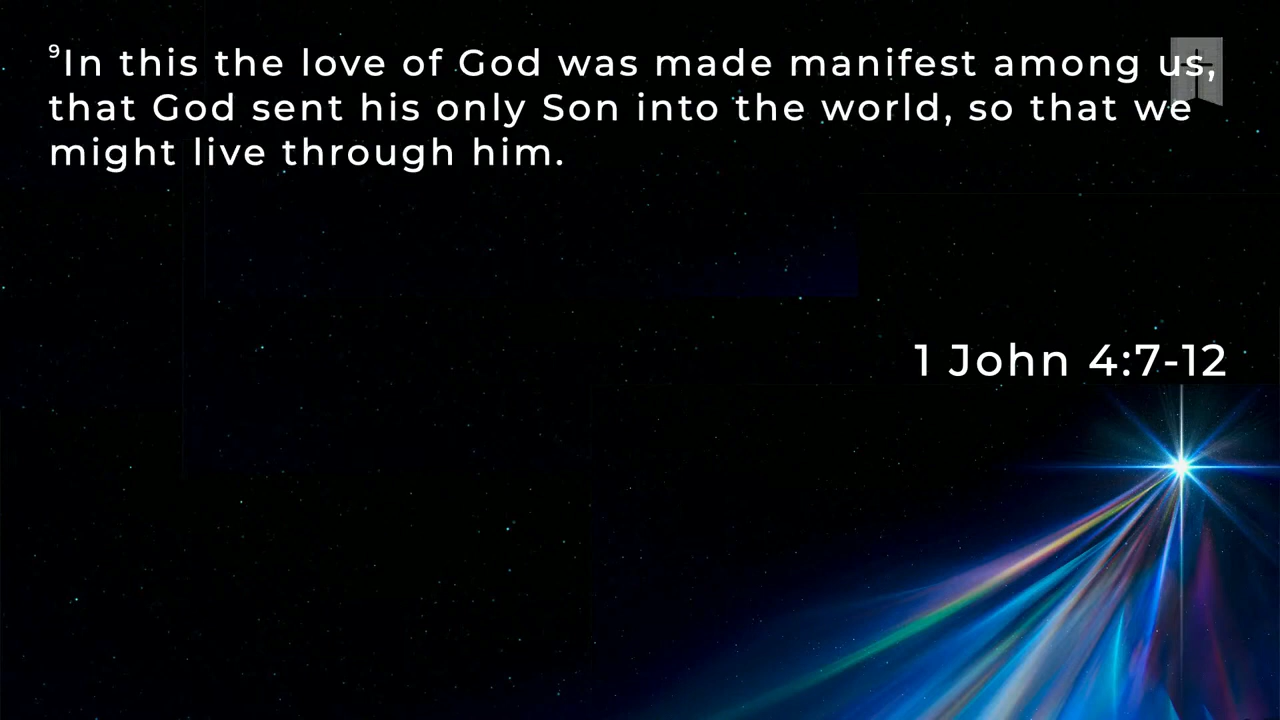 ⁹In this the love of God was made manifest among us,
that God sent his only Son into the world, so that we
might live through him.
1 John 4:7-12